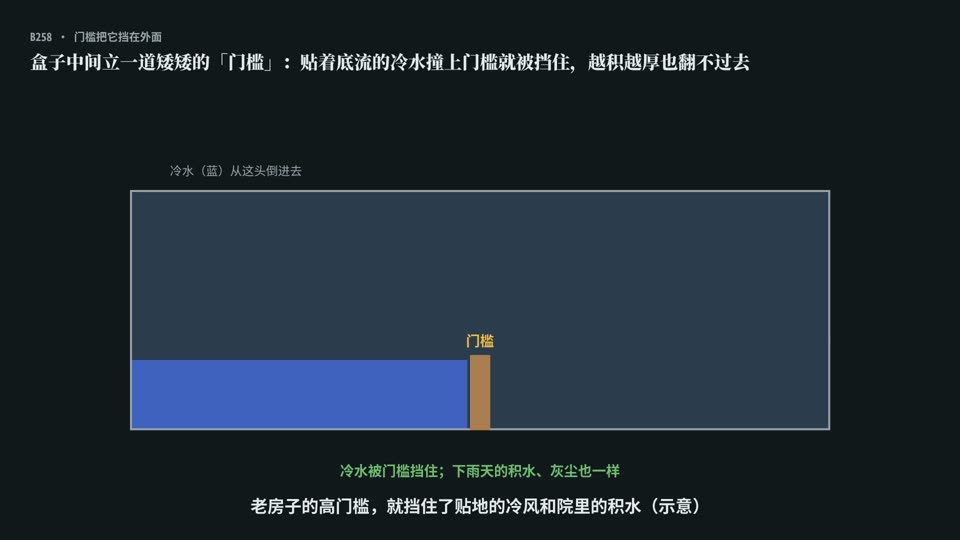 B258 · 门槛把它挡在外面
盒子中间立一道矮矮的「门槛」：贴着底流的冷水撞上门槛就被挡住，越积越厚也翻不过去
冷水（蓝）从这头倒进去
门槛
冷水被门槛挡住；下雨天的积水、灰尘也一样
老房子的高门槛，就挡住了贴地的冷风和院里的积水（示意）